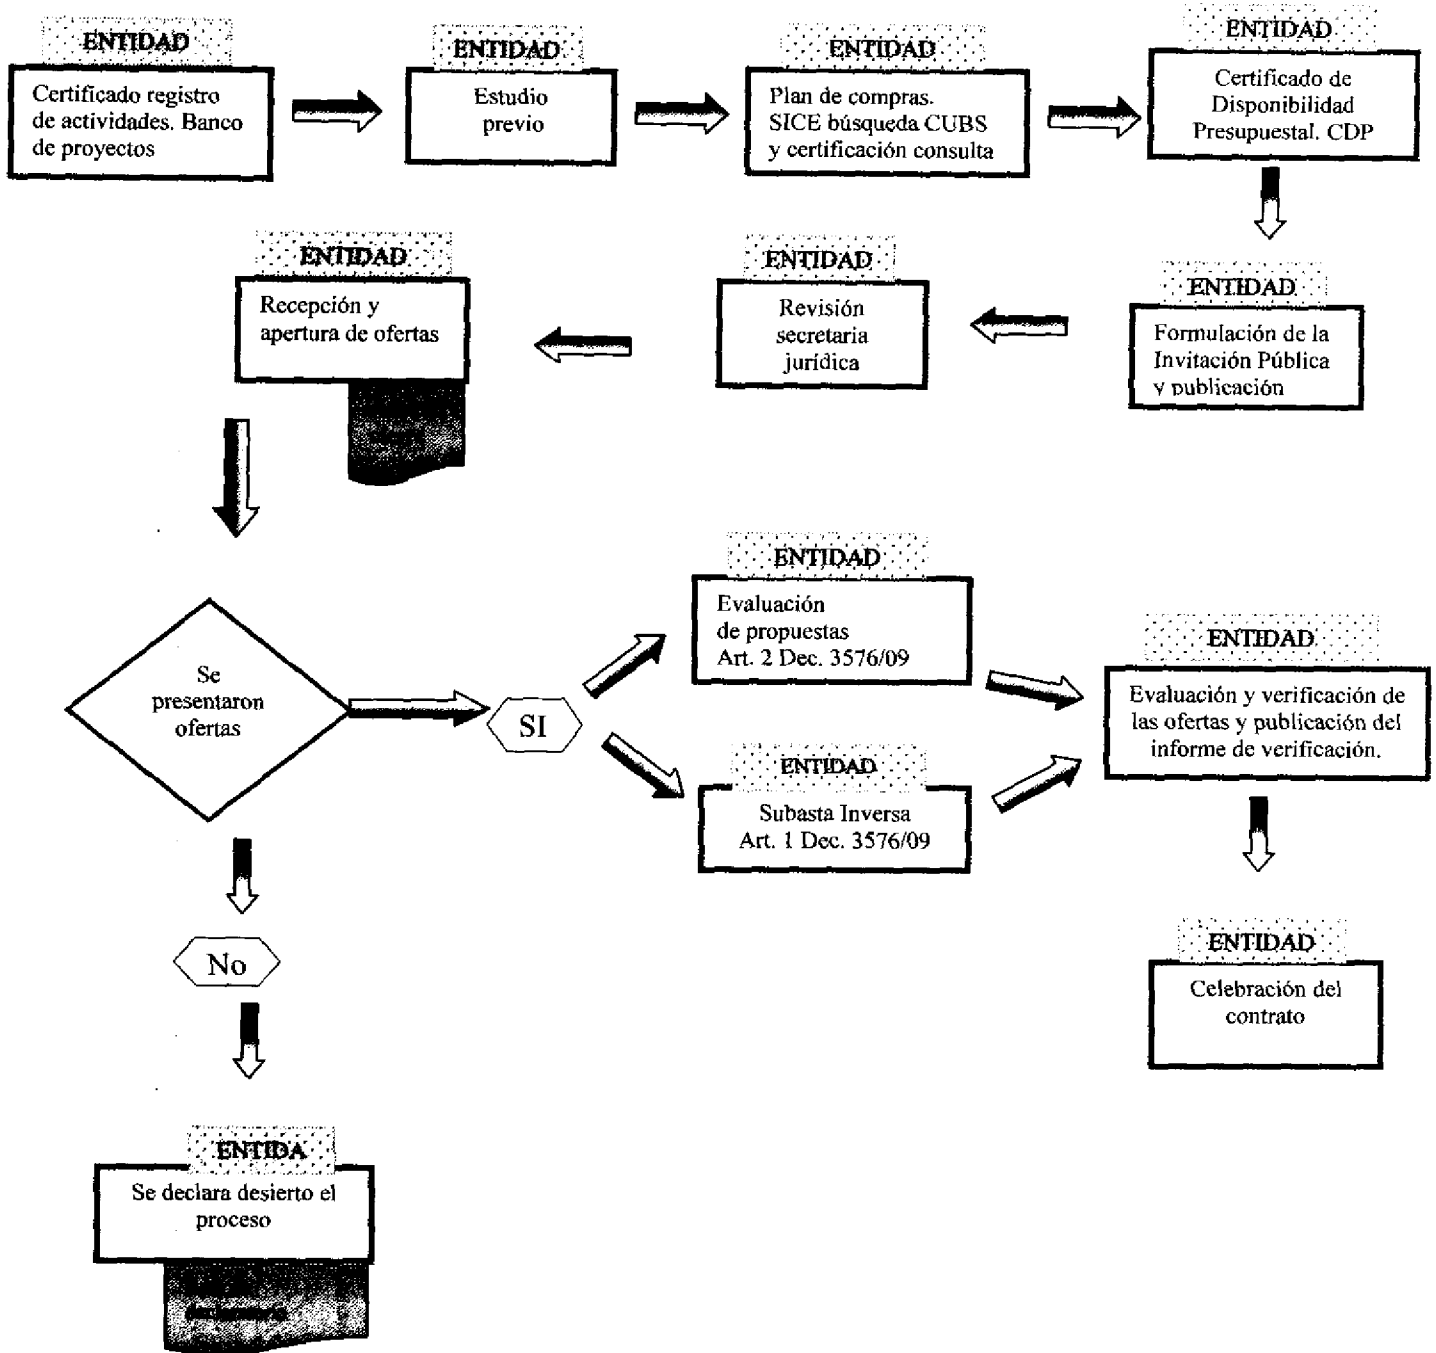 ENTIDAD
Certificado registro
de actividades. Banco
de proyectos
ENTIDAD
Estudio
previo
ENTIDAD
Plan de compras.
SICE búsqueda CUBS
y certificación consulta
ENTIDAD
Certificado de
Disponibilidad
Presupuestal. CDP
ENTIDAD
Formulación de la
Invitación Pública
y publicación
ENTIDAD
Revisión
secretaria
jurídica
ENTIDAD
Recepción y
apertura de ofertas
Se
presentaron
ofertas
SI
ENTIDAD
Evaluación
de propuestas
Art. 2 Dec. 3576/09
ENTIDAD
Subasta Inversa
Art. 1 Dec. 3576/09
ENTIDAD
Evaluación y verificación de
las ofertas y publicación del
informe de verificación.
ENTIDAD
Celebración del
contrato
No
ENTIDA
Se declara desierto el
proceso